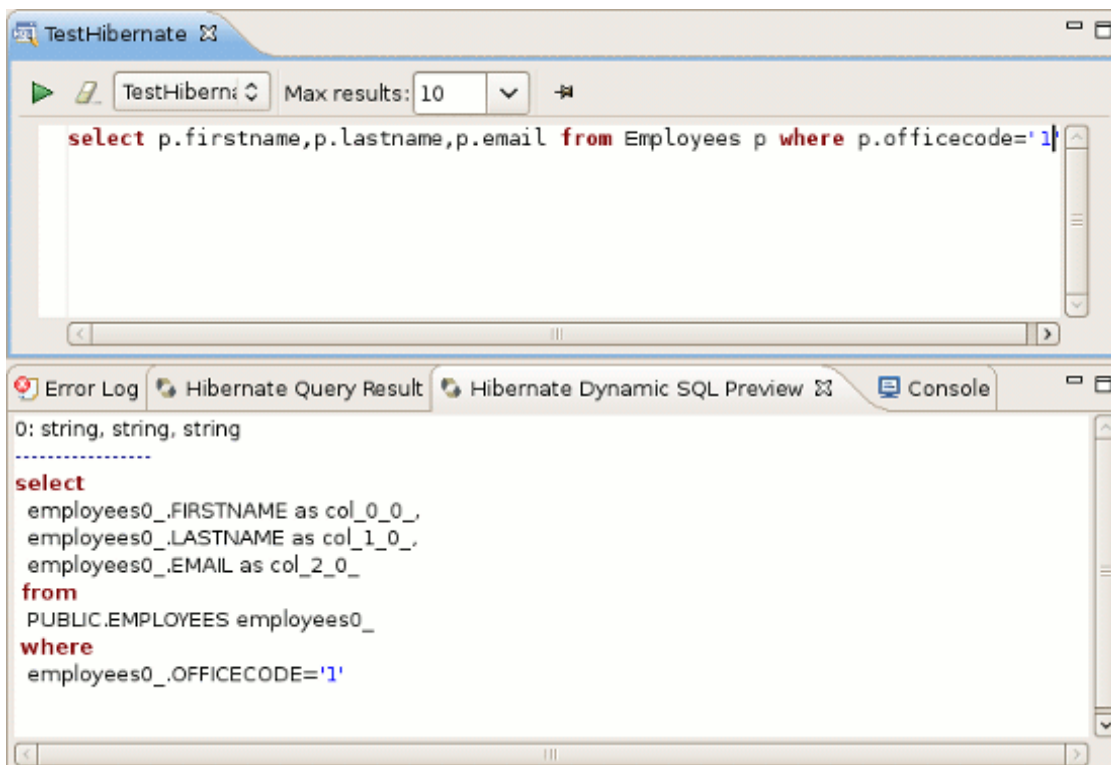 TestHibernate
TestHiberna Max results: 10
select p.firstname,p.lastname,p.email from Employees p where p.officecode='1'
Error Log Hibernate Query Result Hibernate Dynamic SQL Preview Console
0: string, string, string
-----------------
select
employees0_.FIRSTNAME as col_0_0_,
employees0_.LASTNAME as col_1_0_,
employees0_.EMAIL as col_2_0_
from
PUBLIC.EMPLOYEES employees0_
where
employees0_.OFFICECODE='1'